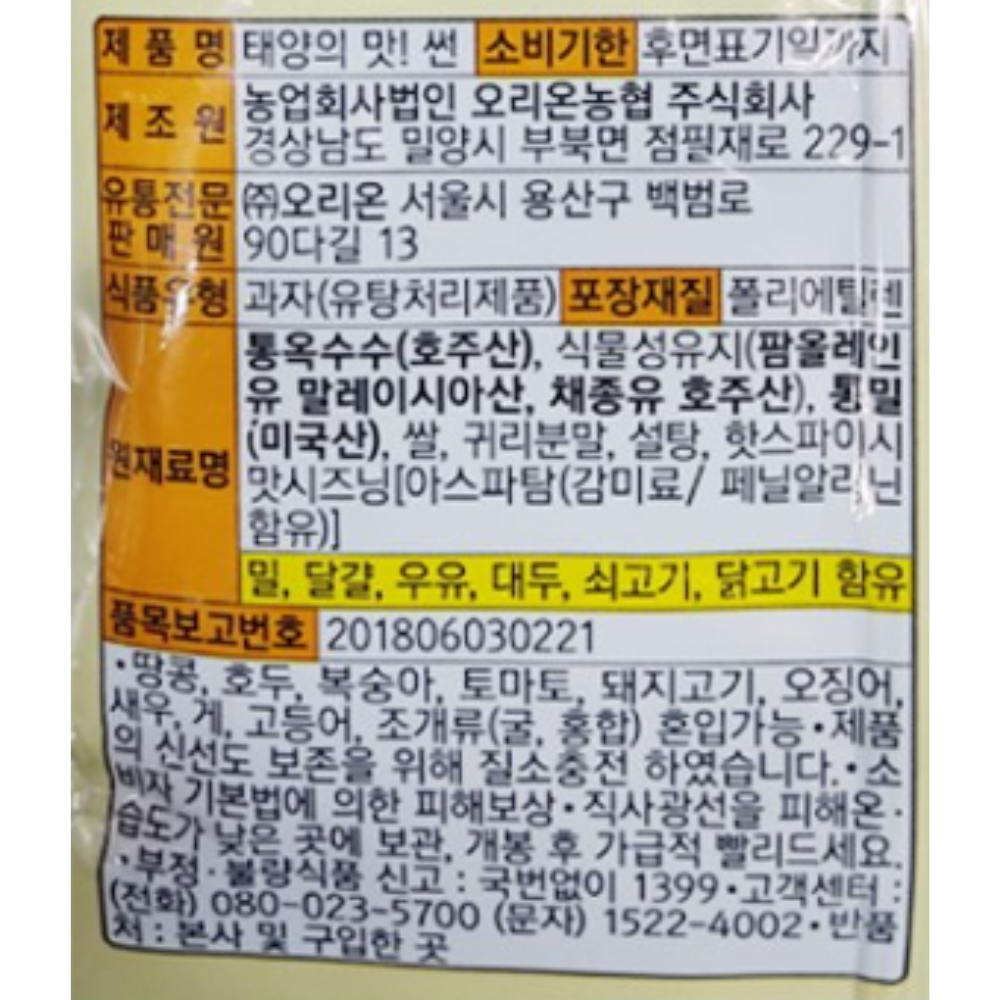 제품명 태양의 맛! 썬 소비기한 후면표기일까지
제조원 농업회사법인 오리온농협 주식회사
경상남도 밀양시 부북면 점필재로 229-1
유통전문 ㈜오리온 서울시 용산구 백범로
판매원 90다길 13
식품유형 과자(유탕처리제품) 포장재질 폴리에틸렌
통옥수수(호주산), 식물성유지(팜올레인
유 말레이시아산, 채종유 호주산), 통밀
원재료명 (미국산), 쌀, 귀리분말, 설탕, 핫스파이시
맛시즈닝[아스파탐(감미료/ 페닐알라닌
함유)]
밀, 달걀, 우유, 대두, 쇠고기, 닭고기 함유
품목보고번호 201806030221
•땅콩, 호두, 복숭아, 토마토, 돼지고기, 오징어,
새우, 게, 고등어, 조개류(굴, 홍합) 혼입가능•제품
의 신선도 보존을 위해 질소충전 하였습니다.•소
비자 기본법에 의한 피해보상•직사광선을 피해온·
습도가 낮은 곳에 보관, 개봉 후 가급적 빨리드세요.
•부정·불량식품 신고 : 국번없이 1399•고객센터 :
(전화) 080-023-5700 (문자) 1522-4002•반품
처 : 본사 및 구입한 곳